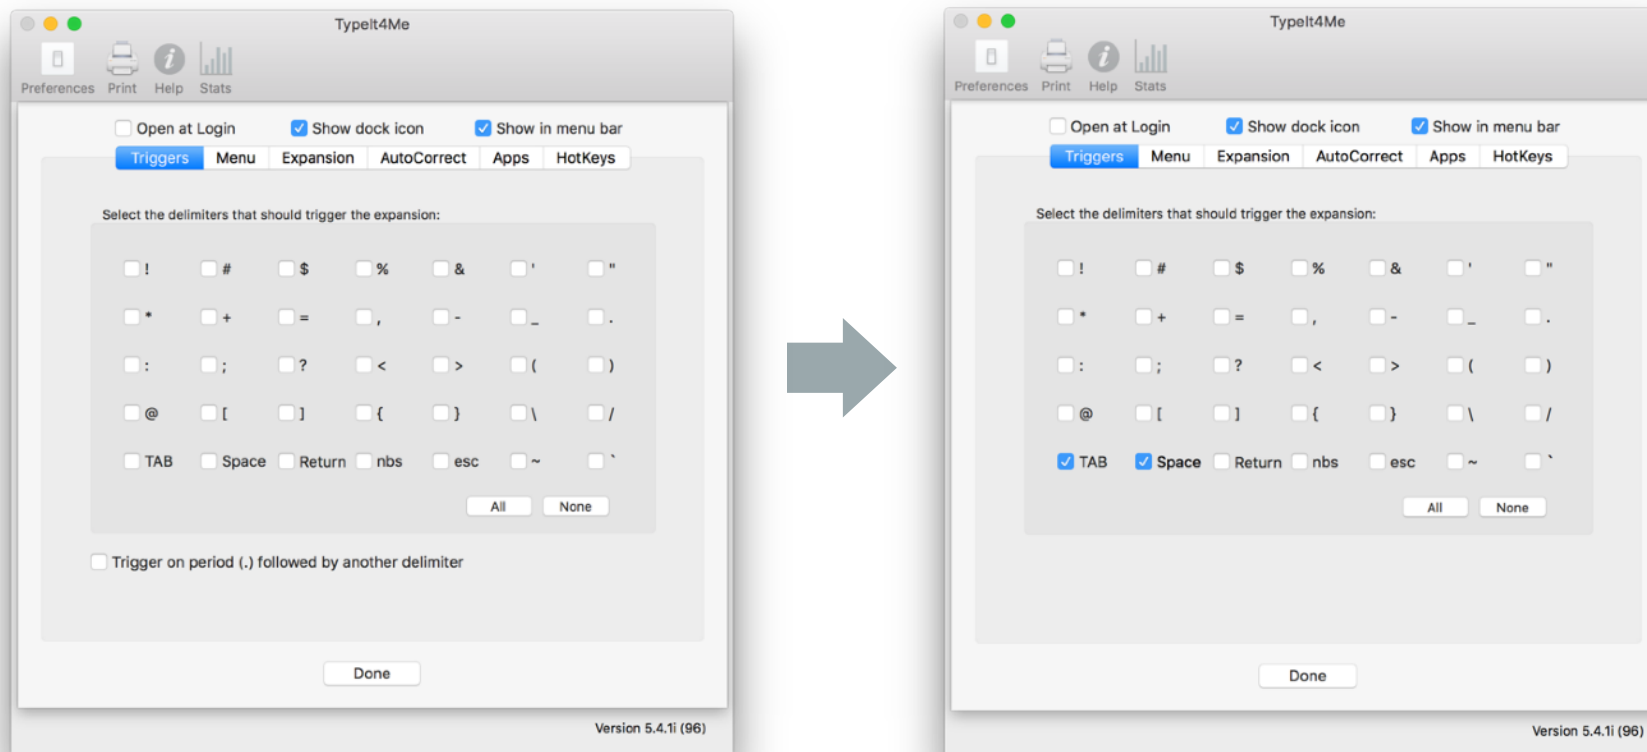 TypeIt4Me
Preferences Print Help Stats
Open at Login Show dock icon Show in menu bar
Triggers Menu Expansion AutoCorrect Apps HotKeys
Select the delimiters that should trigger the expansion:
! # $ % & ' "
* + = , - _ .
: ; ? < > ( )
@ [ ] { } \ /
TAB Space Return nbs esc ~ `
All None
Trigger on period (.) followed by another delimiter
Done
Version 5.4.1i (96)
TypeIt4Me
Preferences Print Help Stats
Open at Login Show dock icon Show in menu bar
Triggers Menu Expansion AutoCorrect Apps HotKeys
Select the delimiters that should trigger the expansion:
! # $ % & ' "
* + = , - _ .
: ; ? < > ( )
@ [ ] { } \ /
TAB Space Return nbs esc ~ `
All None
Done
Version 5.4.1i (96)